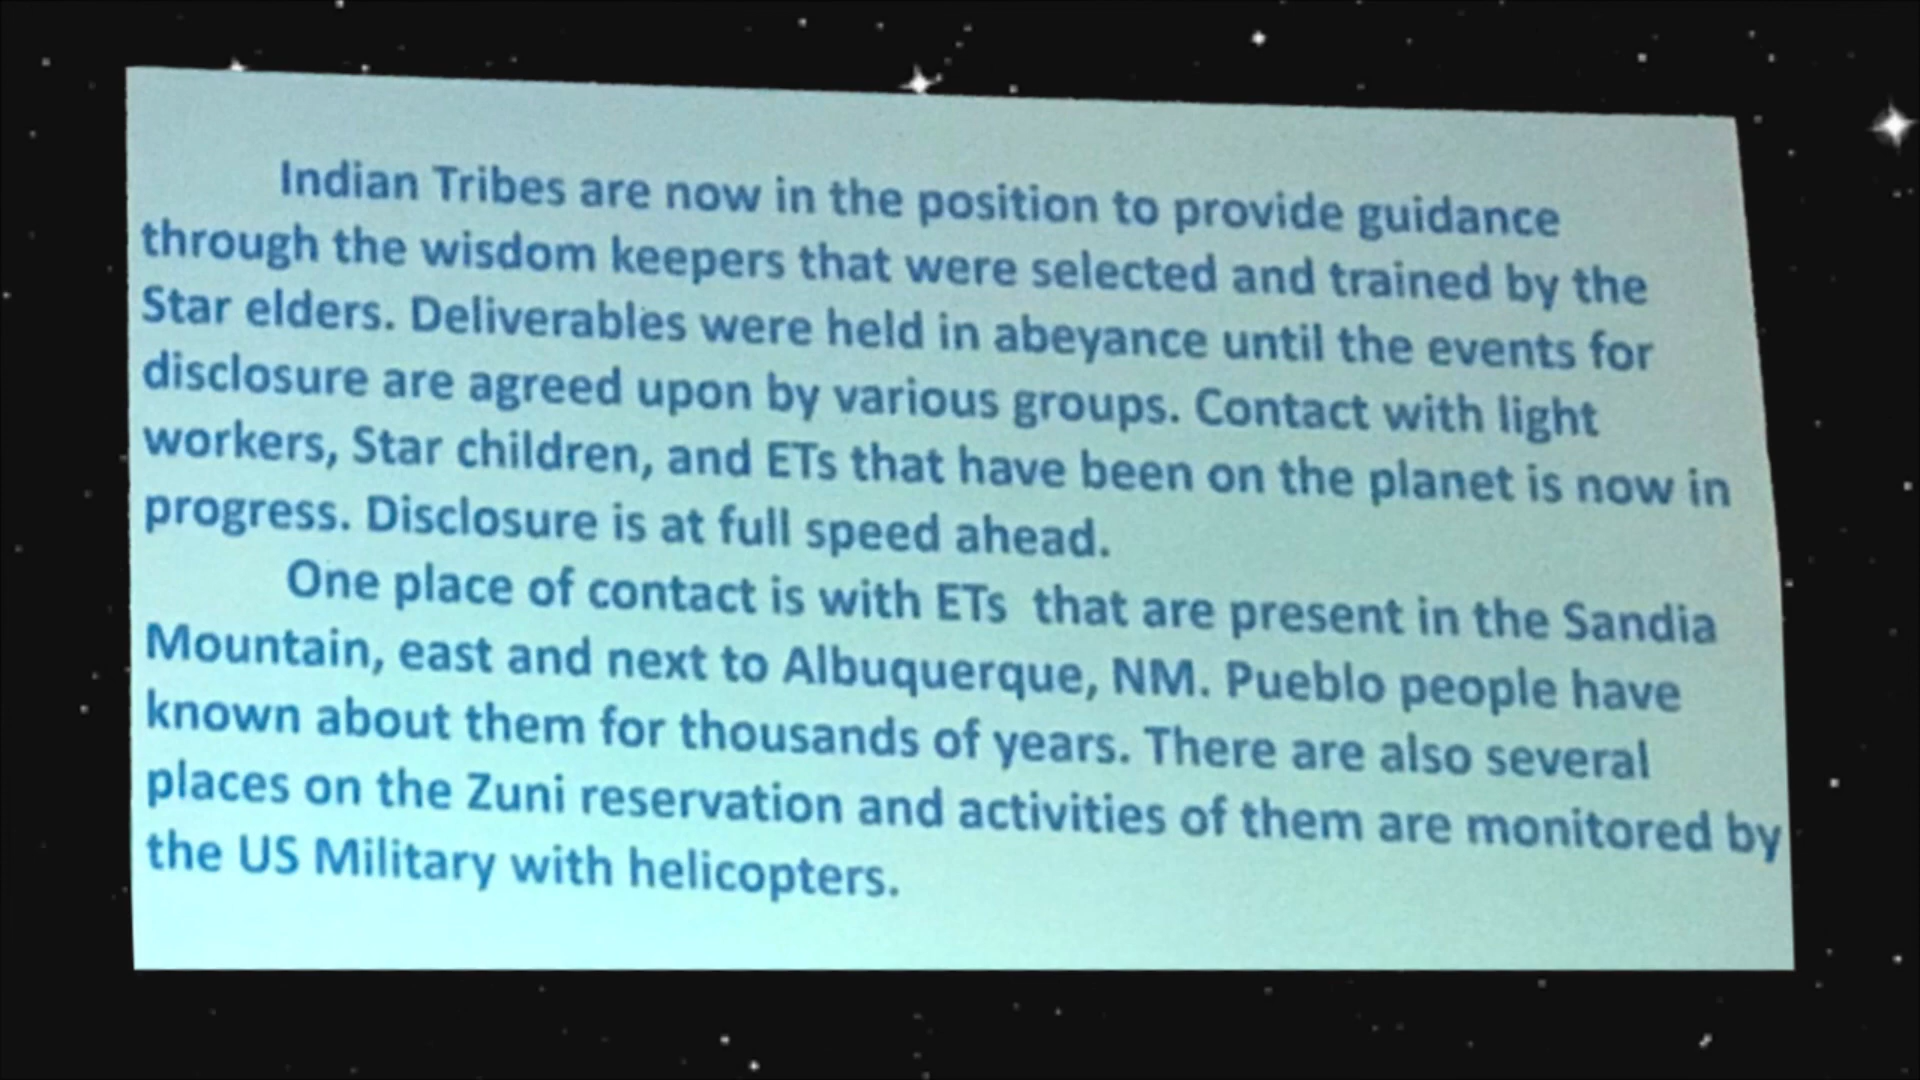 Indian Tribes are now in the position to provide guidance
through the wisdom keepers that were selected and trained by the
Star elders. Deliverables were held in abeyance until the events for
disclosure are agreed upon by various groups. Contact with light
workers, Star children, and ETs that have been on the planet is now in
progress. Disclosure is at full speed ahead.
One place of contact is with ETs that are present in the Sandia
Mountain, east and next to Albuquerque, NM. Pueblo people have
known about them for thousands of years. There are also several
places on the Zuni reservation and activities of them are monitored by
the US Military with helicopters.